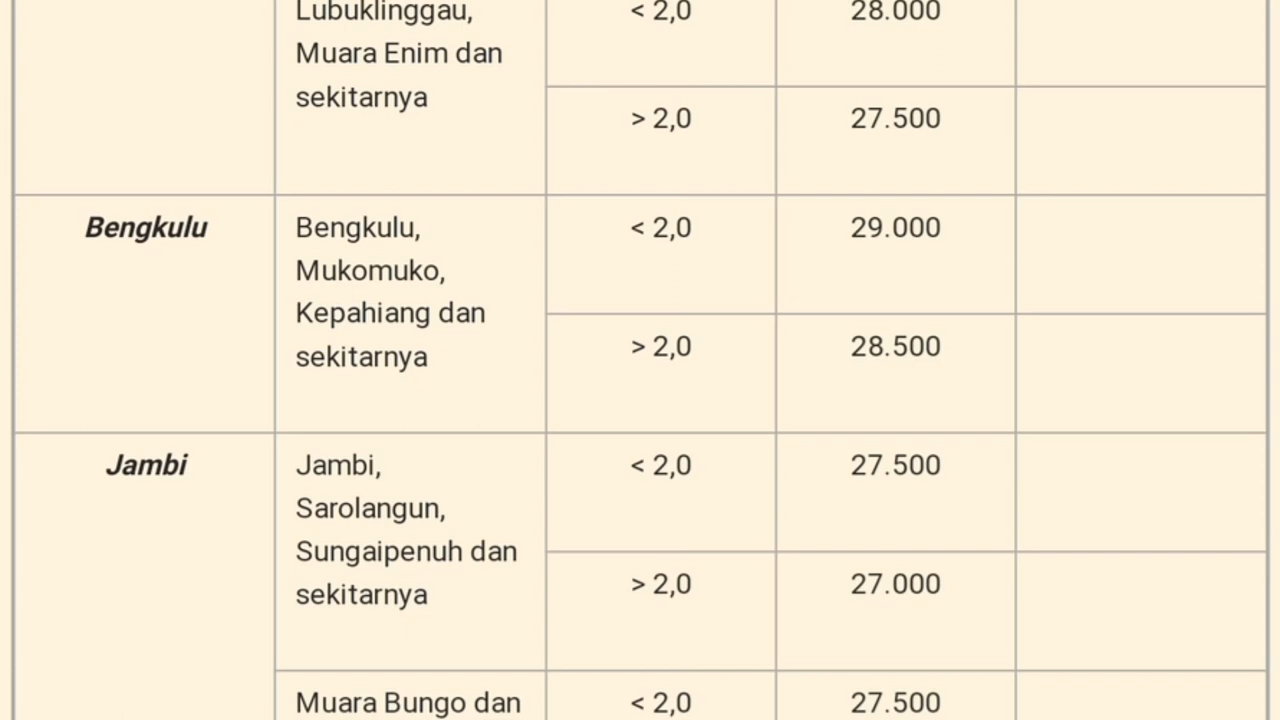 Lubuklinggau,
Muara Enim dan
sekitarnya
< 2,0
28.000
> 2,0
27.500
Bengkulu
Bengkulu,
Mukomuko,
Kepahiang dan
sekitarnya
< 2,0
29.000
> 2,0
28.500
Jambi
Jambi,
Sarolangun,
Sungaipenuh dan
sekitarnya
< 2,0
27.500
> 2,0
27.000
Muara Bungo dan
< 2,0
27.500